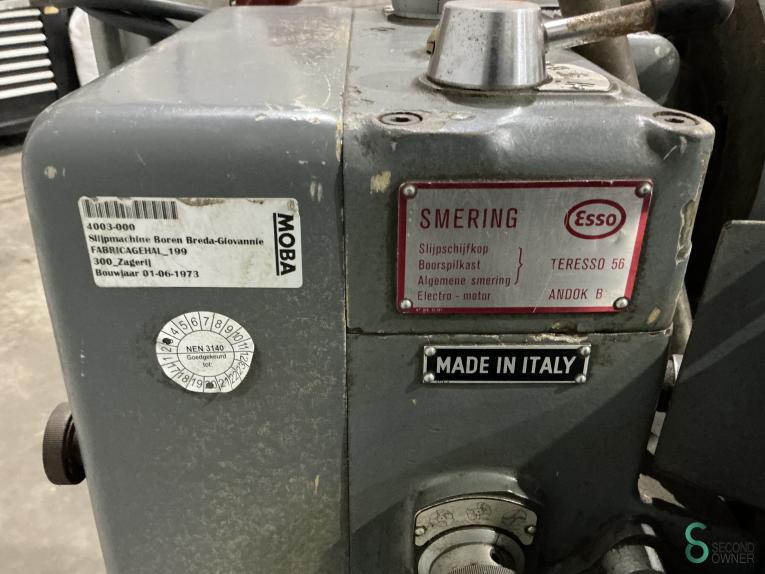 4003-000
Slijpmachine Boren Breda-Giovannie
FABRICAGEHAL_199
300_Zagerij
Bouwjaar 01-06-1973
MOBA
NEN 3140
Goedgekeurd
tot:
SMERING
Esso
Slijpschijfkop
Boorspilkast
Algemene smering
TERESSO 56
Electro - motor
ANDOK B
MADE IN ITALY
SECOND
OWNER